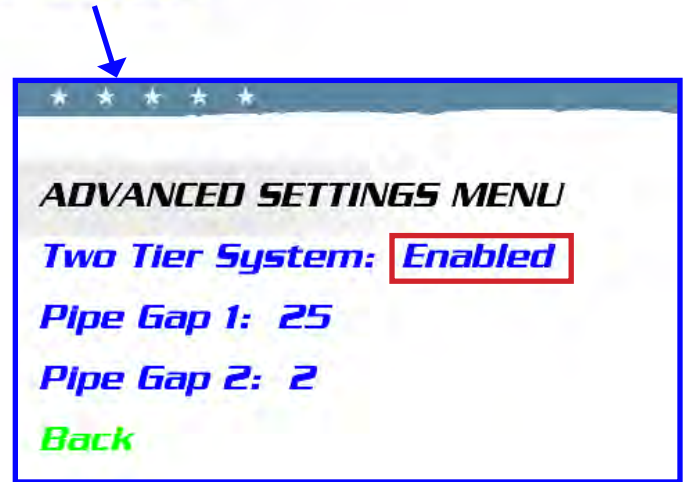 ADVANCED SETTINGS MENU
Two Tier System: Enabled
Pipe Gap 1: 25
Pipe Gap 2: 2
Back